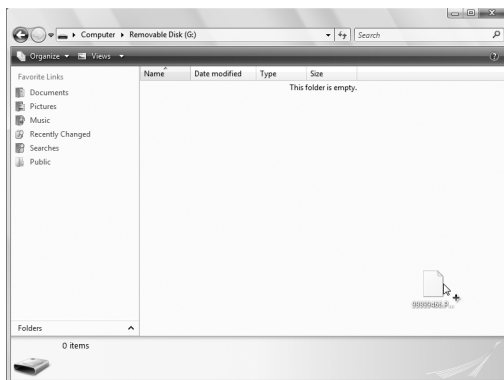 Computer ▸ Removable Disk (G:)
Search
Organize Views
Favorite Links
Documents
Pictures
Music
Recently Changed
Searches
Public
Folders
Name Date modified Type Size
This folder is empty.
0 items